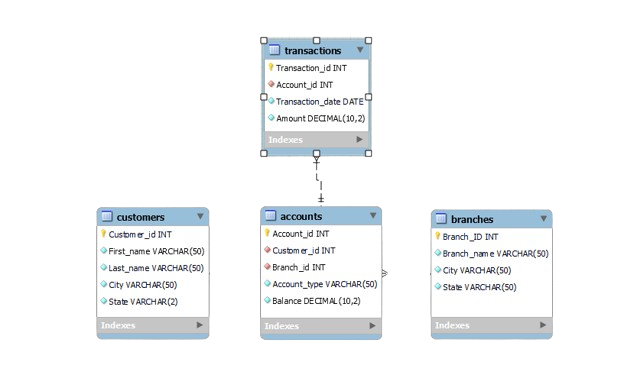 transactions
Transaction_id INT
Account_id INT
Transaction_date DATE
Amount DECIMAL(10,2)
Indexes
customers
Customer_id INT
First_name VARCHAR(50)
Last_name VARCHAR(50)
City VARCHAR(50)
State VARCHAR(2)
Indexes
accounts
Account_id INT
Customer_id INT
Branch_id INT
Account_type VARCHAR(50)
Balance DECIMAL(10,2)
Indexes
branches
Branch_ID INT
Branch_name VARCHAR(50)
City VARCHAR(50)
State VARCHAR(50)
Indexes